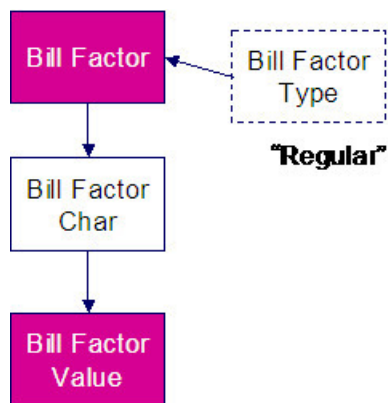 Bill Factor
Bill Factor
Type
"Regular"
Bill Factor
Char
Bill Factor
Value